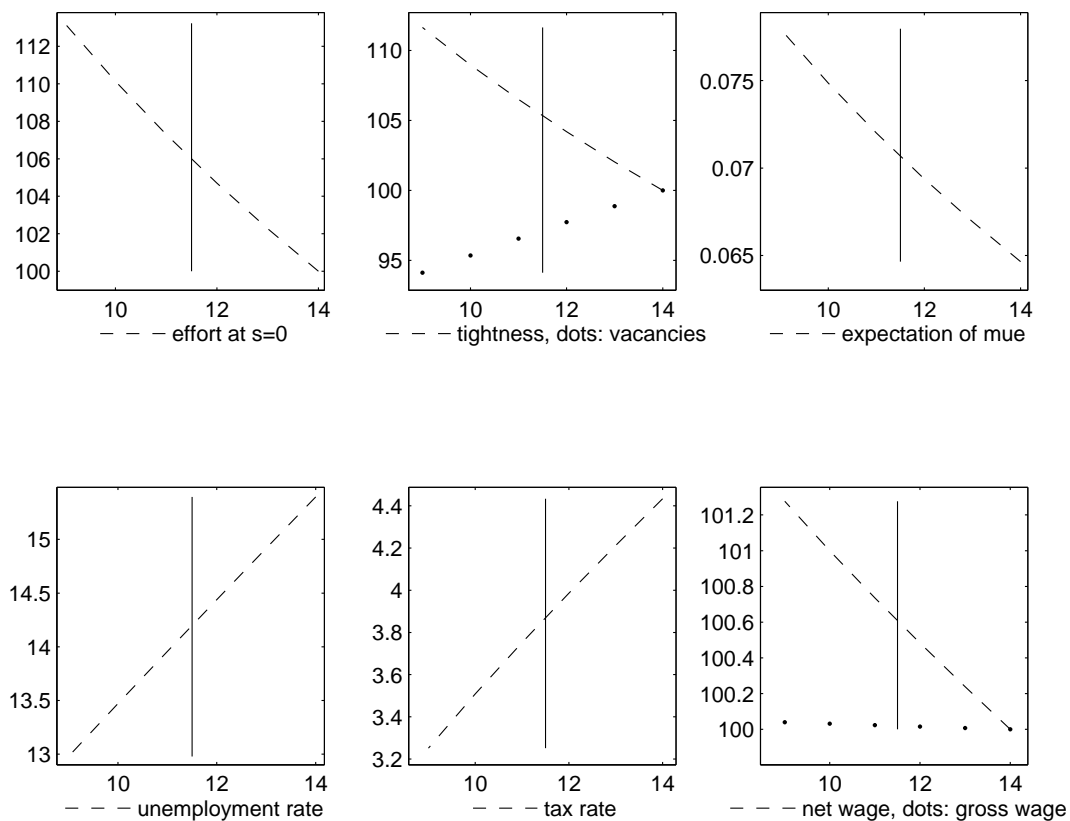 112
110
108
106
104
102
100
10 12 14
effort at s=0
110
105
100
95
10 12 14
tightness, dots: vacancies
0.075
0.07
0.065
10 12 14
expectation of mue
15
14.5
14
13.5
13
10 12 14
unemployment rate
4.4
4.2
4
3.8
3.6
3.4
3.2
10 12 14
tax rate
101.2
101
100.8
100.6
100.4
100.2
100
10 12 14
net wage, dots: gross wage